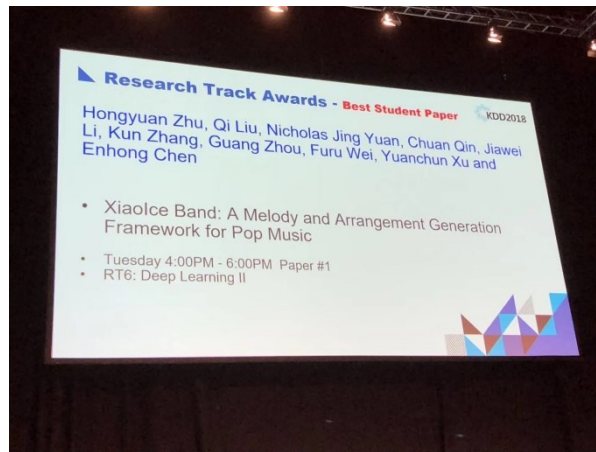 Research Track Awards - Best Student Paper
KDD2018
Hongyuan Zhu, Qi Liu, Nicholas Jing Yuan, Chuan Qin, Jiawei
Li, Kun Zhang, Guang Zhou, Furu Wei, Yuanchun Xu and
Enhong Chen
• XiaoIce Band: A Melody and Arrangement Generation
Framework for Pop Music
• Tuesday 4:00PM - 6:00PM Paper #1
• RT6: Deep Learning II